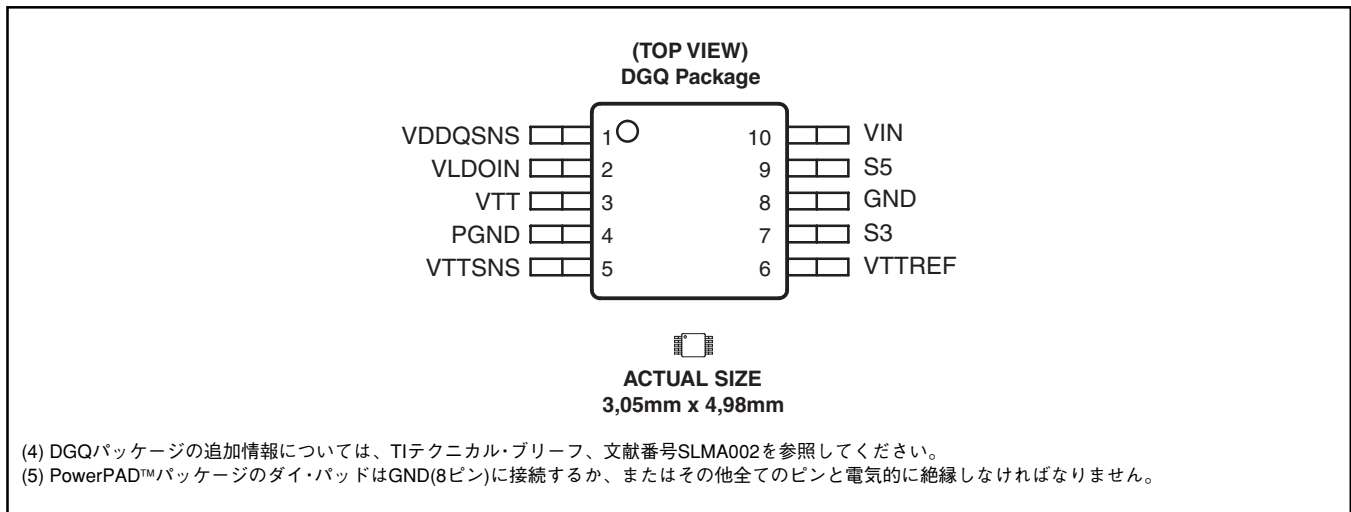 (TOP VIEW)
DGQ Package
VDDQSNS 1 10 VIN
VLDOIN 2 9 S5
VTT 3 8 GND
PGND 4 7 S3
VTTSNS 5 6 VTTREF
ACTUAL SIZE
3,05mm x 4,98mm
(4) DGQパッケージの追加情報については、TIテクニカル・ブリーフ、文献番号SLMA002を参照してください。
(5) PowerPAD™パッケージのダイ・パッドはGND(8ピン)に接続するか、またはその他全てのピンと電気的に絶縁しなければなりません。